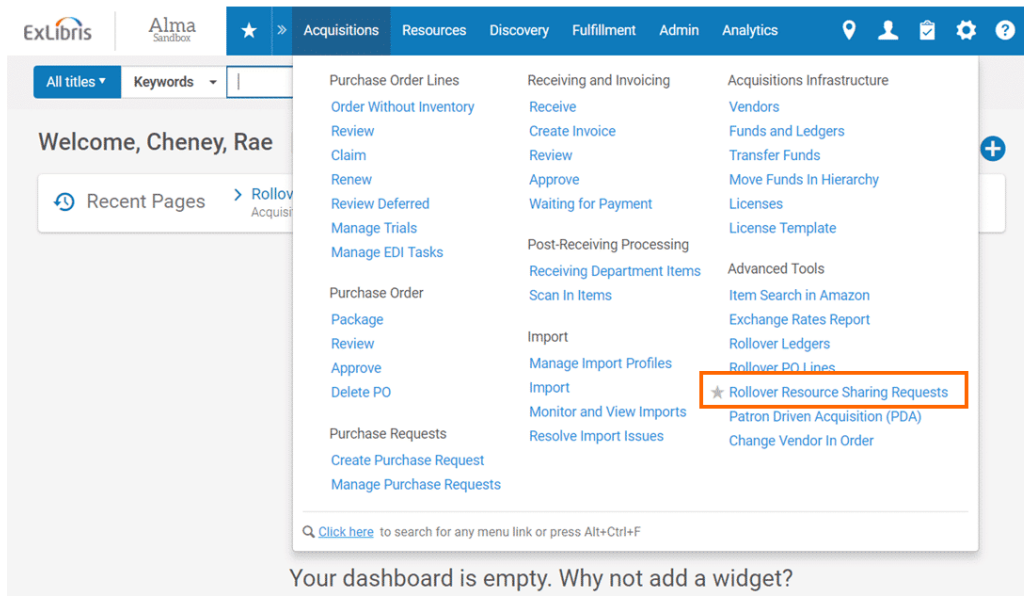 ExLibris
Alma
Sandbox
Acquisitions Resources Discovery Fulfillment Admin Analytics
All titles Keywords
Welcome, Cheney, Rae
Recent Pages
Rollov
Acquisi
Purchase Order Lines
Order Without Inventory
Review
Claim
Renew
Review Deferred
Manage Trials
Manage EDI Tasks
Purchase Order
Package
Review
Approve
Delete PO
Purchase Requests
Create Purchase Request
Manage Purchase Requests
Receiving and Invoicing
Receive
Create Invoice
Review
Approve
Waiting for Payment
Post-Receiving Processing
Receiving Department Items
Scan In Items
Import
Manage Import Profiles
Import
Monitor and View Imports
Resolve Import Issues
Acquisitions Infrastructure
Vendors
Funds and Ledgers
Transfer Funds
Move Funds In Hierarchy
Licenses
License Template
Advanced Tools
Item Search in Amazon
Exchange Rates Report
Rollover Ledgers
Rollover PO Lines
Rollover Resource Sharing Requests
Patron Driven Acquisition (PDA)
Change Vendor In Order
Click here to search for any menu link or press Alt+Ctrl+F
Your dashboard is empty. Why not add a widget?